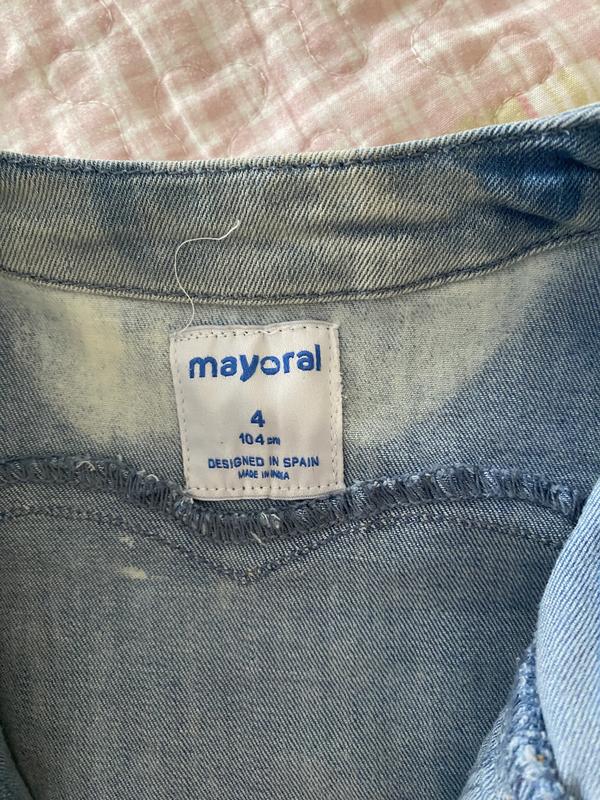 mayoral
4
104 cm
DESIGNED IN SPAIN
MADE IN INDIA